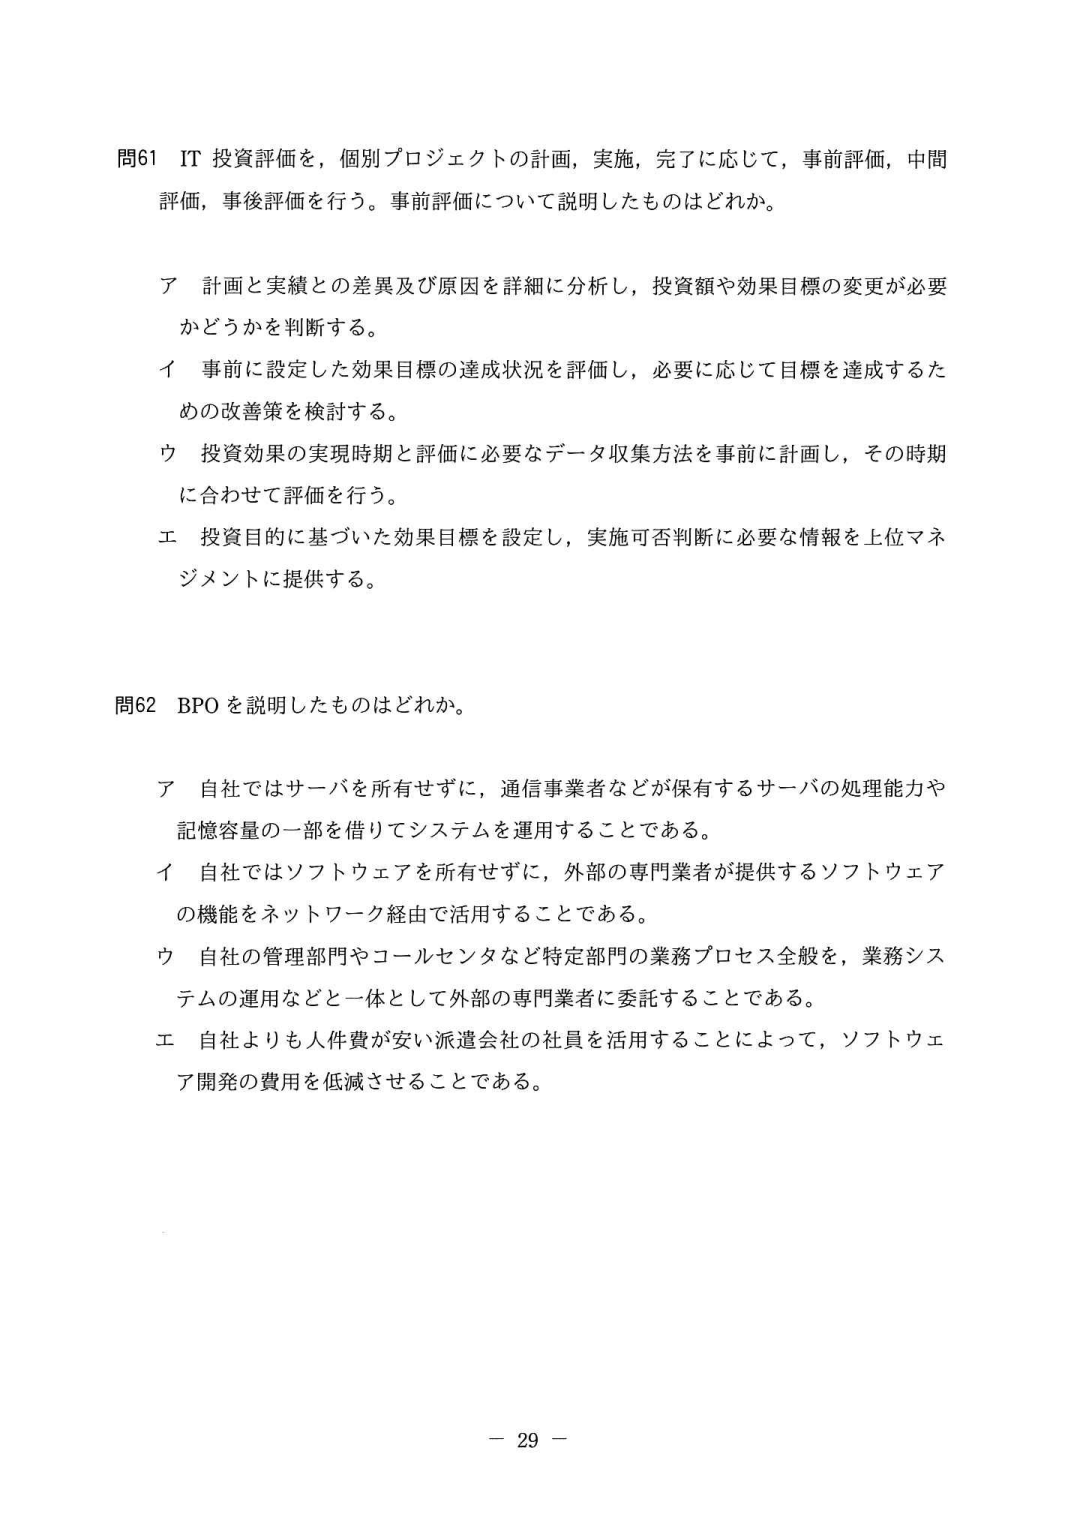 問61 IT 投資評価を，個別プロジェクトの計画，実施，完了に応じて，事前評価，中間
評価，事後評価を行う。事前評価について説明したものはどれか。
ア 計画と実績との差異及び原因を詳細に分析し，投資額や効果目標の変更が必要
かどうかを判断する。
イ 事前に設定した効果目標の達成状況を評価し，必要に応じて目標を達成するた
めの改善策を検討する。
ウ 投資効果の実現時期と評価に必要なデータ収集方法を事前に計画し，その時期
に合わせて評価を行う。
エ 投資目的に基づいた効果目標を設定し，実施可否判断に必要な情報を上位マネ
ジメントに提供する。
問62 BPO を説明したものはどれか。
ア 自社ではサーバを所有せずに，通信事業者などが保有するサーバの処理能力や
記憶容量の一部を借りてシステムを運用することである。
イ 自社ではソフトウェアを所有せずに，外部の専門業者が提供するソフトウェア
の機能をネットワーク経由で活用することである。
ウ 自社の管理部門やコールセンタなど特定部門の業務プロセス全般を，業務シス
テムの運用などと一体として外部の専門業者に委託することである。
エ 自社よりも人件費が安い派遣会社の社員を活用することによって，ソフトウェ
ア開発の費用を低減させることである。
－ 29 －